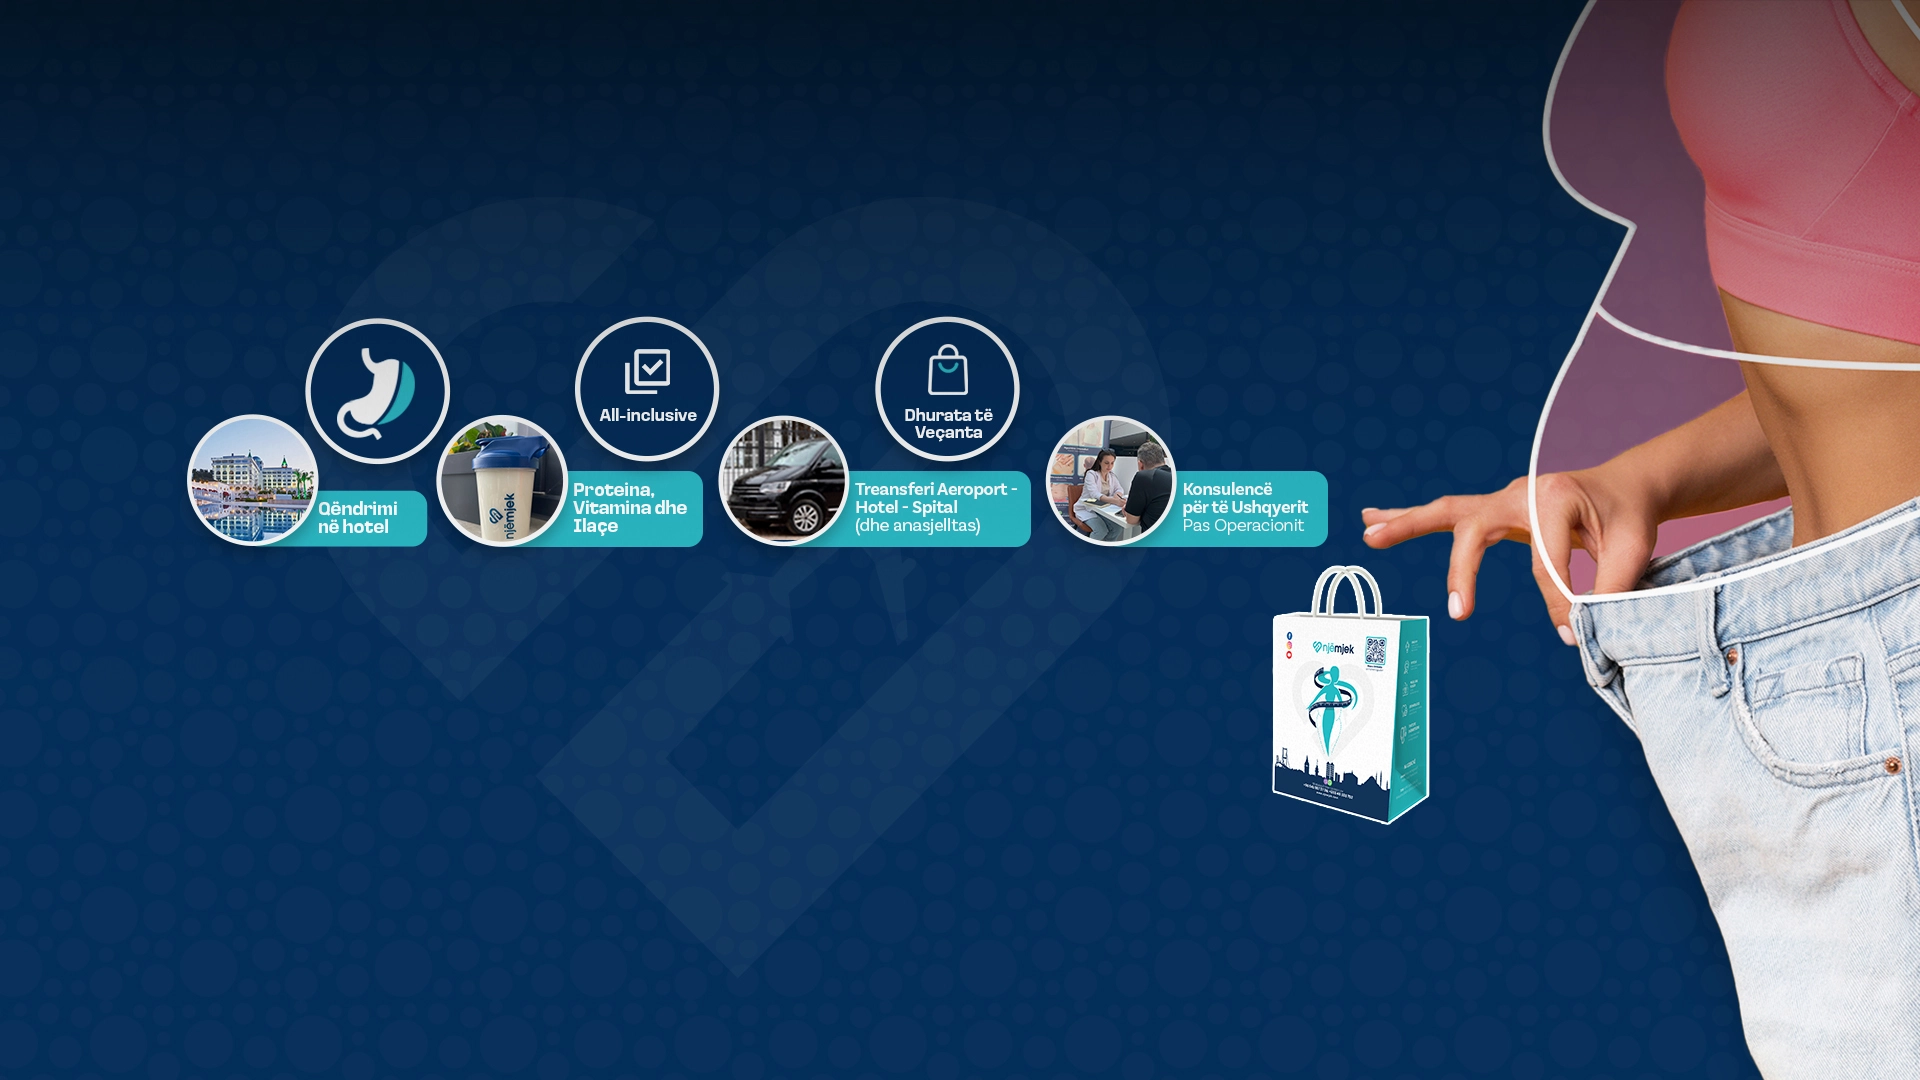 All-inclusive
Dhurata të
Veçanta
Qëndrimi
në hotel
njëmjek
Proteina,
Vitamina dhe
Ilaçe
Treansferi Aeroport -
Hotel - Spital
(dhe anasjelltas)
Konsulencë
për të Ushqyerit
Pas Operacionit
njëmjek